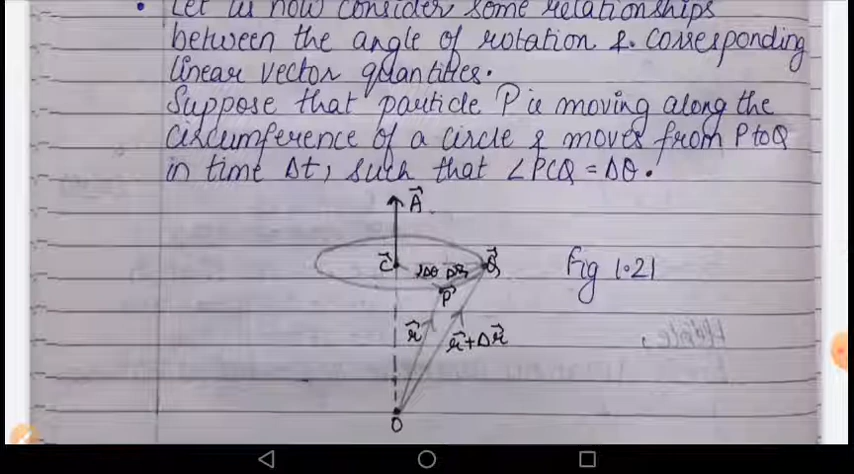 • Let us now consider some relationships
between the angle of rotation & corresponding
linear vector quantities.
Suppose that particle P is moving along the
circumference of a circle & moves from P to Q
in time Δt, such that ∠PCQ = Δθ.
A⃗
C⃗ Δθ Δr⃗ Q⃗ Fig 1.21
P⃗
r⃗ r⃗+Δr⃗
O